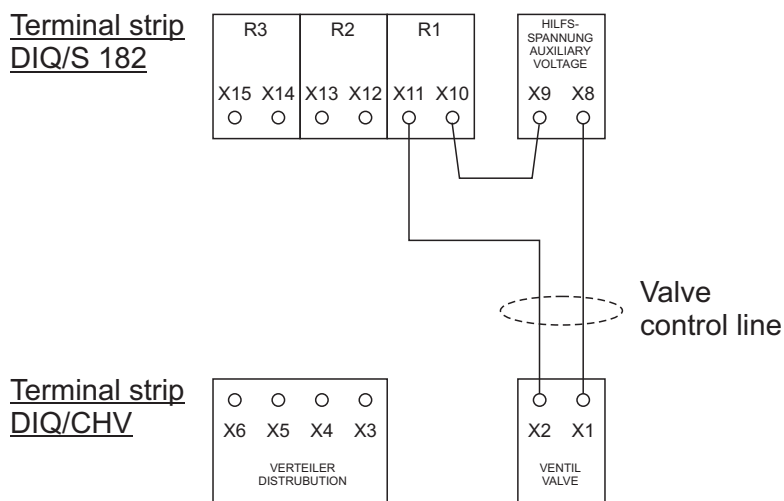 Terminal strip
DIQ/S 182
R3 R2 R1
HILFS-
SPANNUNG
AUXILIARY
VOLTAGE
X15 X14 X13 X12 X11 X10 X9 X8
Valve
control line
Terminal strip
DIQ/CHV
X6 X5 X4 X3 X2 X1
VERTEILER
DISTRUBUTION
VENTIL
VALVE